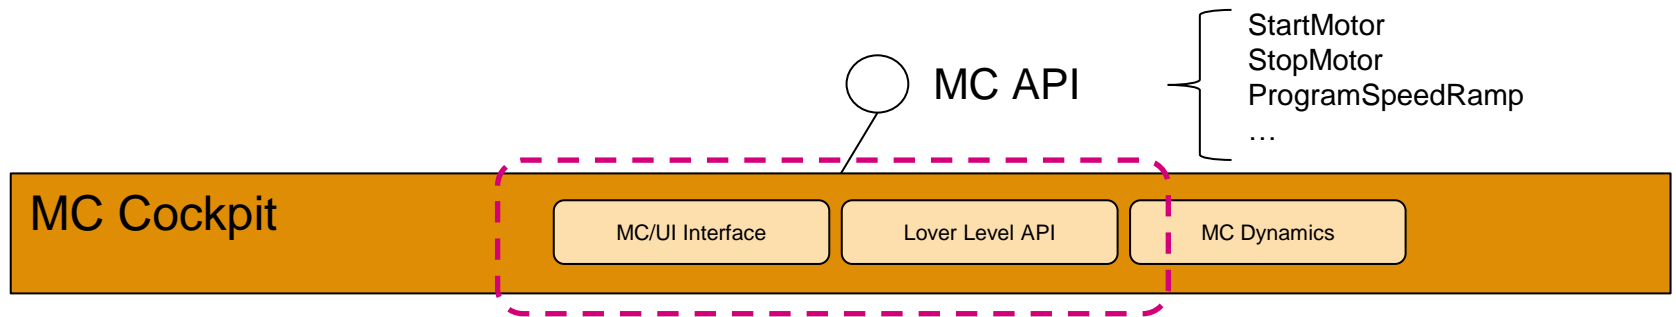 StartMotor
StopMotor
MC API
ProgramSpeedRamp
…
MC Cockpit
MC/UI Interface
Lover Level API
MC Dynamics